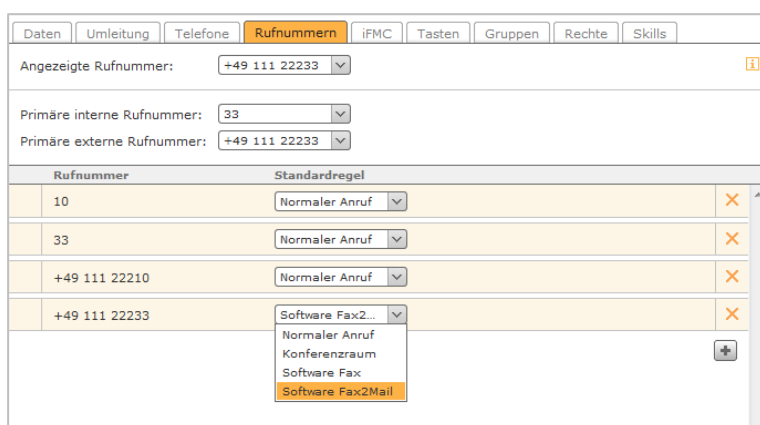 Daten Umleitung Telefone Rufnummern iFMC Tasten Gruppen Rechte Skills
Angezeigte Rufnummer: +49 111 22233
Primäre interne Rufnummer: 33
Primäre externe Rufnummer: +49 111 22233
Rufnummer Standardregel
10 Normaler Anruf
33 Normaler Anruf
+49 111 22210 Normaler Anruf
+49 111 22233 Software Fax2...
Normaler Anruf
Konferenzraum
Software Fax
Software Fax2Mail